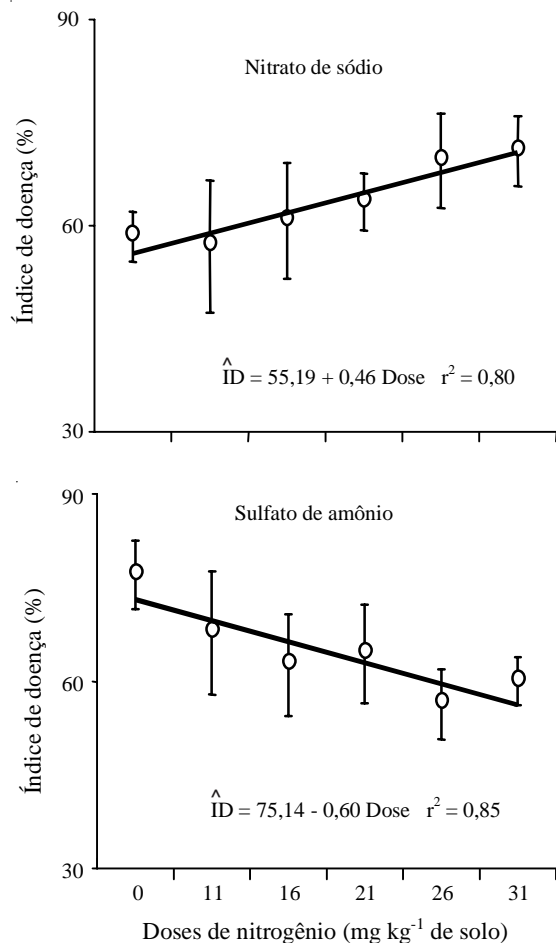 90
Nitrato de sódio
Índice de doença (%)
60
ÎD = 55,19 + 0,46 Dose r² = 0,80
30
90
Sulfato de amônio
Índice de doença (%)
60
ÎD = 75,14 - 0,60 Dose r² = 0,85
30
0 11 16 21 26 31
Doses de nitrogênio (mg kg⁻¹ de solo)